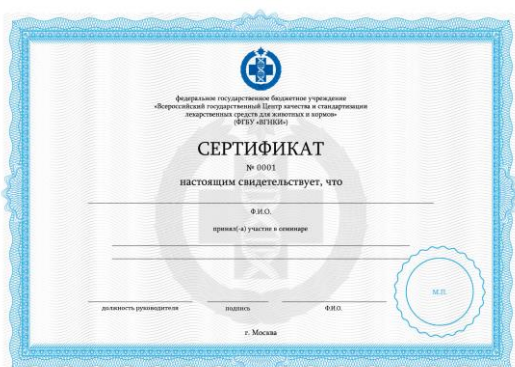 федеральное государственное бюджетное учреждение
«Всероссийский государственный Центр качества и стандартизации
лекарственных средств для животных и кормов»
(ФГБУ «ВГНКИ»)
СЕРТИФИКАТ
№ 0001
настоящим свидетельствует, что
Ф.И.О.
принял(-а) участие в семинаре
М.П.
должность руководителя подпись Ф.И.О.
г. Москва